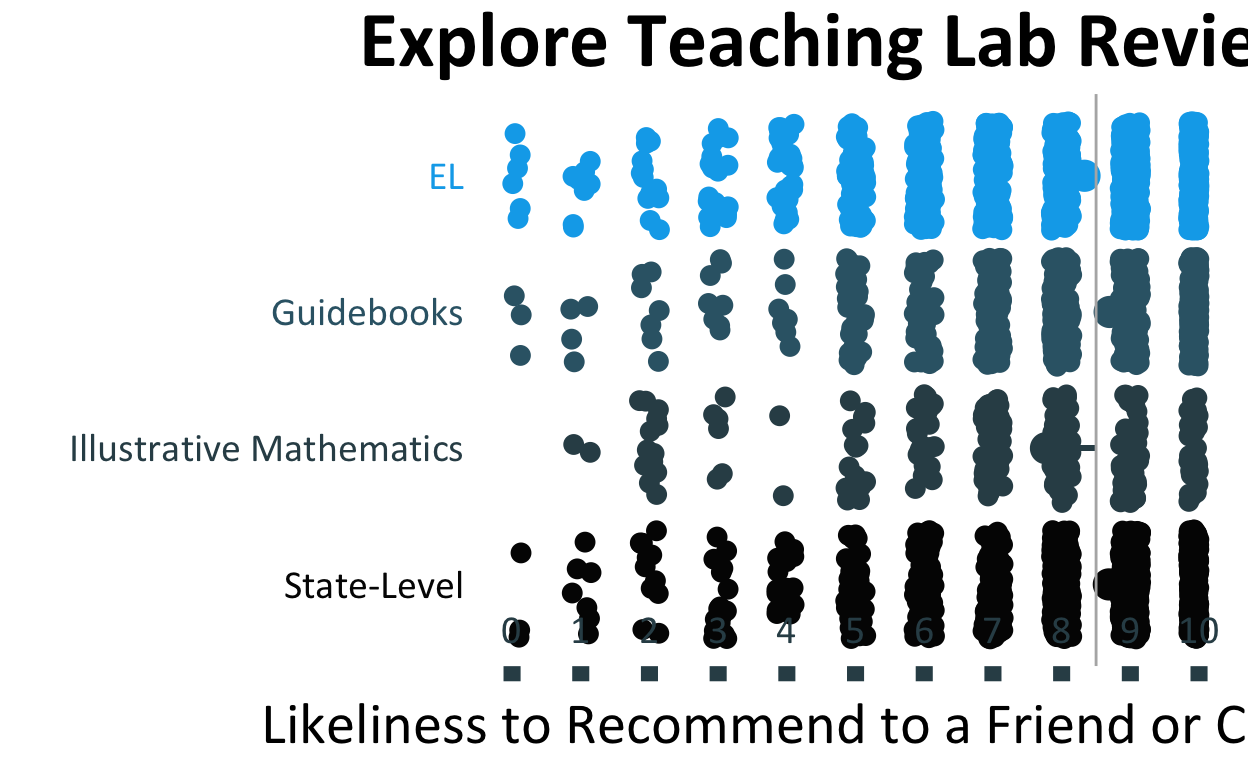 Explore Teaching Lab Revie
EL
Guidebooks
Illustrative Mathematics
State-Level
0 1 2 3 4 5 6 7 8 9 10
Likeliness to Recommend to a Friend or C